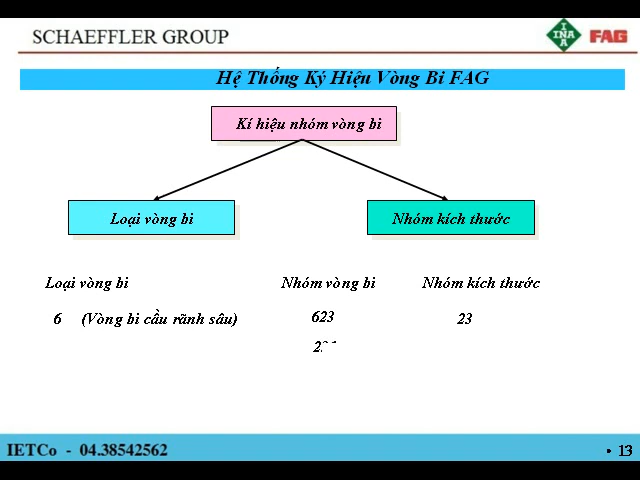 SCHAEFFLER GROUP
INA FAG
Hệ Thống Ký Hiệu Vòng Bi FAG
Kí hiệu nhóm vòng bi
Loại vòng bi
Nhóm kích thước
Loại vòng bi Nhóm vòng bi Nhóm kích thước
6 (Vòng bi cầu rãnh sâu) 623 23
IETCo - 04.38542562
• 13